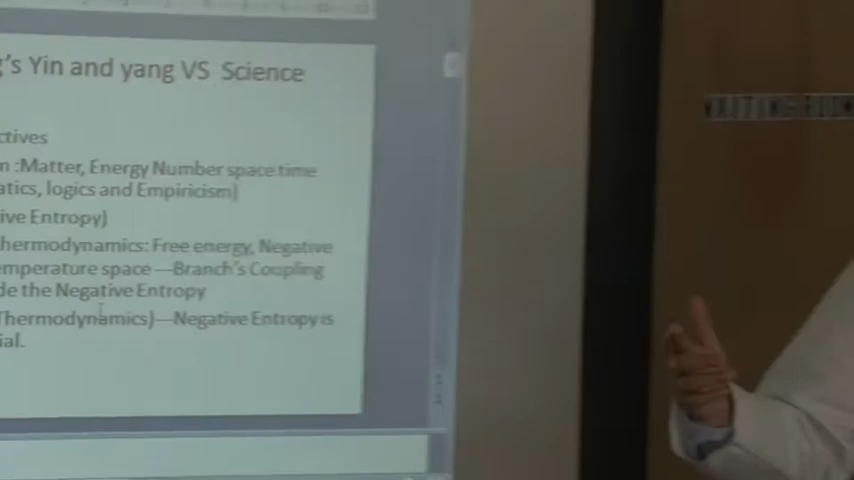 g's Yin and yang VS Science
ctives
n :Matter, Energy Number space time
atics, logics and Empiricism)
ive Entropy)
hermodynamics: Free energy, Negative
emperature space —Branch's Coupling
de the Negative Entropy
Thermodynamics)—Negative Entropy is
ial.